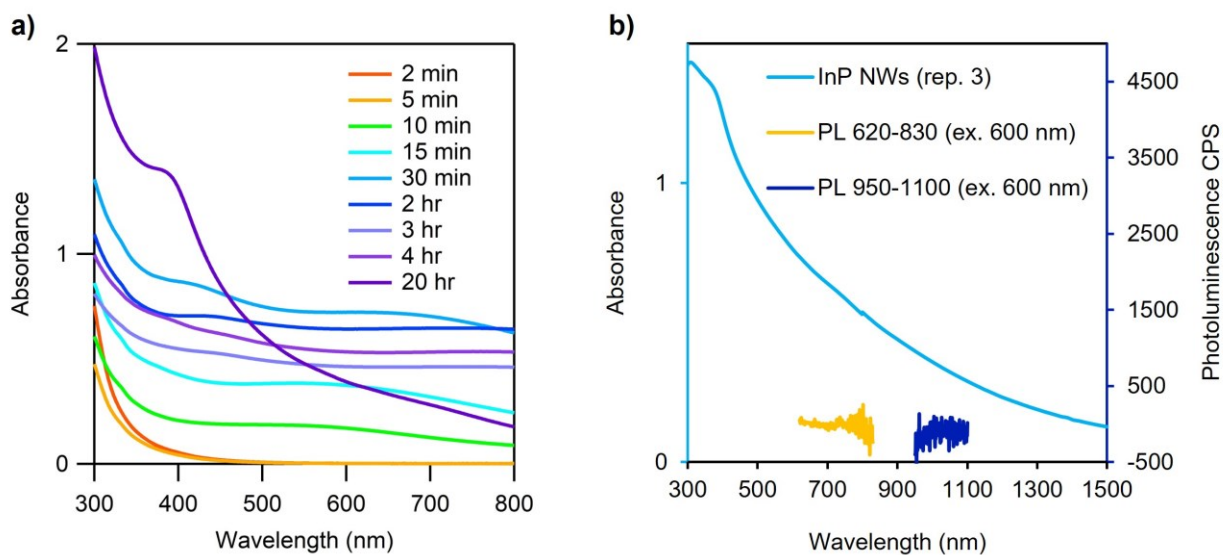 a)
2
1
0
Absorbance
2 min
5 min
10 min
15 min
30 min
2 hr
3 hr
4 hr
20 hr
300 400 500 600 700 800
Wavelength (nm)
b)
1
0
Absorbance
InP NWs (rep. 3)
PL 620-830 (ex. 600 nm)
PL 950-1100 (ex. 600 nm)
4500
3500
2500
1500
500
-500
Photoluminescence CPS
300 500 700 900 1100 1300 1500
Wavelength (nm)